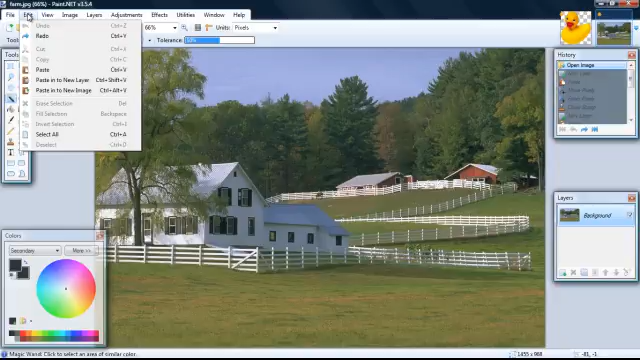 farm.jpg (66%) - Paint.NET v3.5.4
File Edit View Image Layers Adjustments Effects Utilities Window Help
66% Units: Pixels
Tolerance:
Undo Ctrl+Z
Redo Ctrl+Y
Cut Ctrl+X
Copy Ctrl+C
Paste Ctrl+V
Paste in to New Layer Ctrl+Shift+V
Paste in to New Image Ctrl+Alt+V
Erase Selection Del
Fill Selection Backspace
Invert Selection Ctrl+I
Select All Ctrl+A
Deselect Ctrl+D
History
Open Image
Layers
Background
Colors
Secondary More >>
Magic Wand: Click to select an area of similar color.
1455 x 968
-81, -1